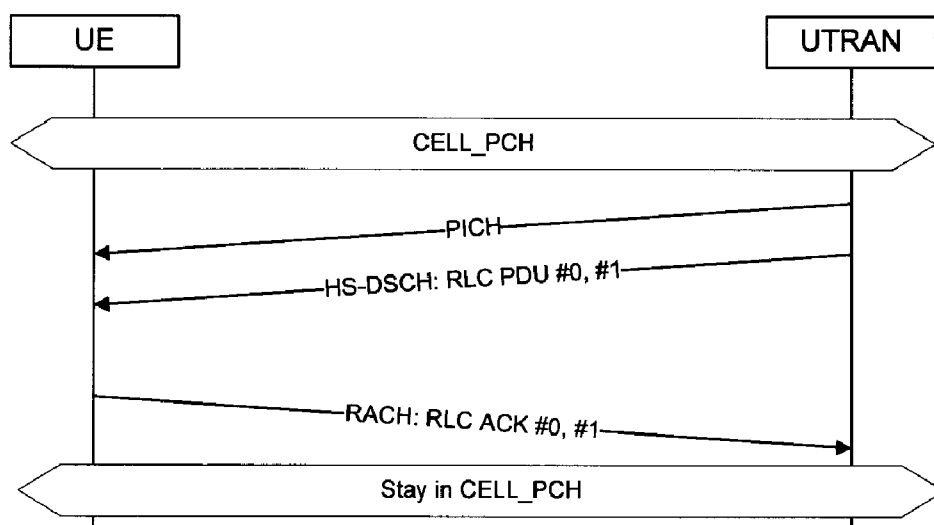 UE
UTRAN
CELL_PCH
PICH
HS-DSCH: RLC PDU #0, #1
RACH: RLC ACK #0, #1
Stay in CELL_PCH